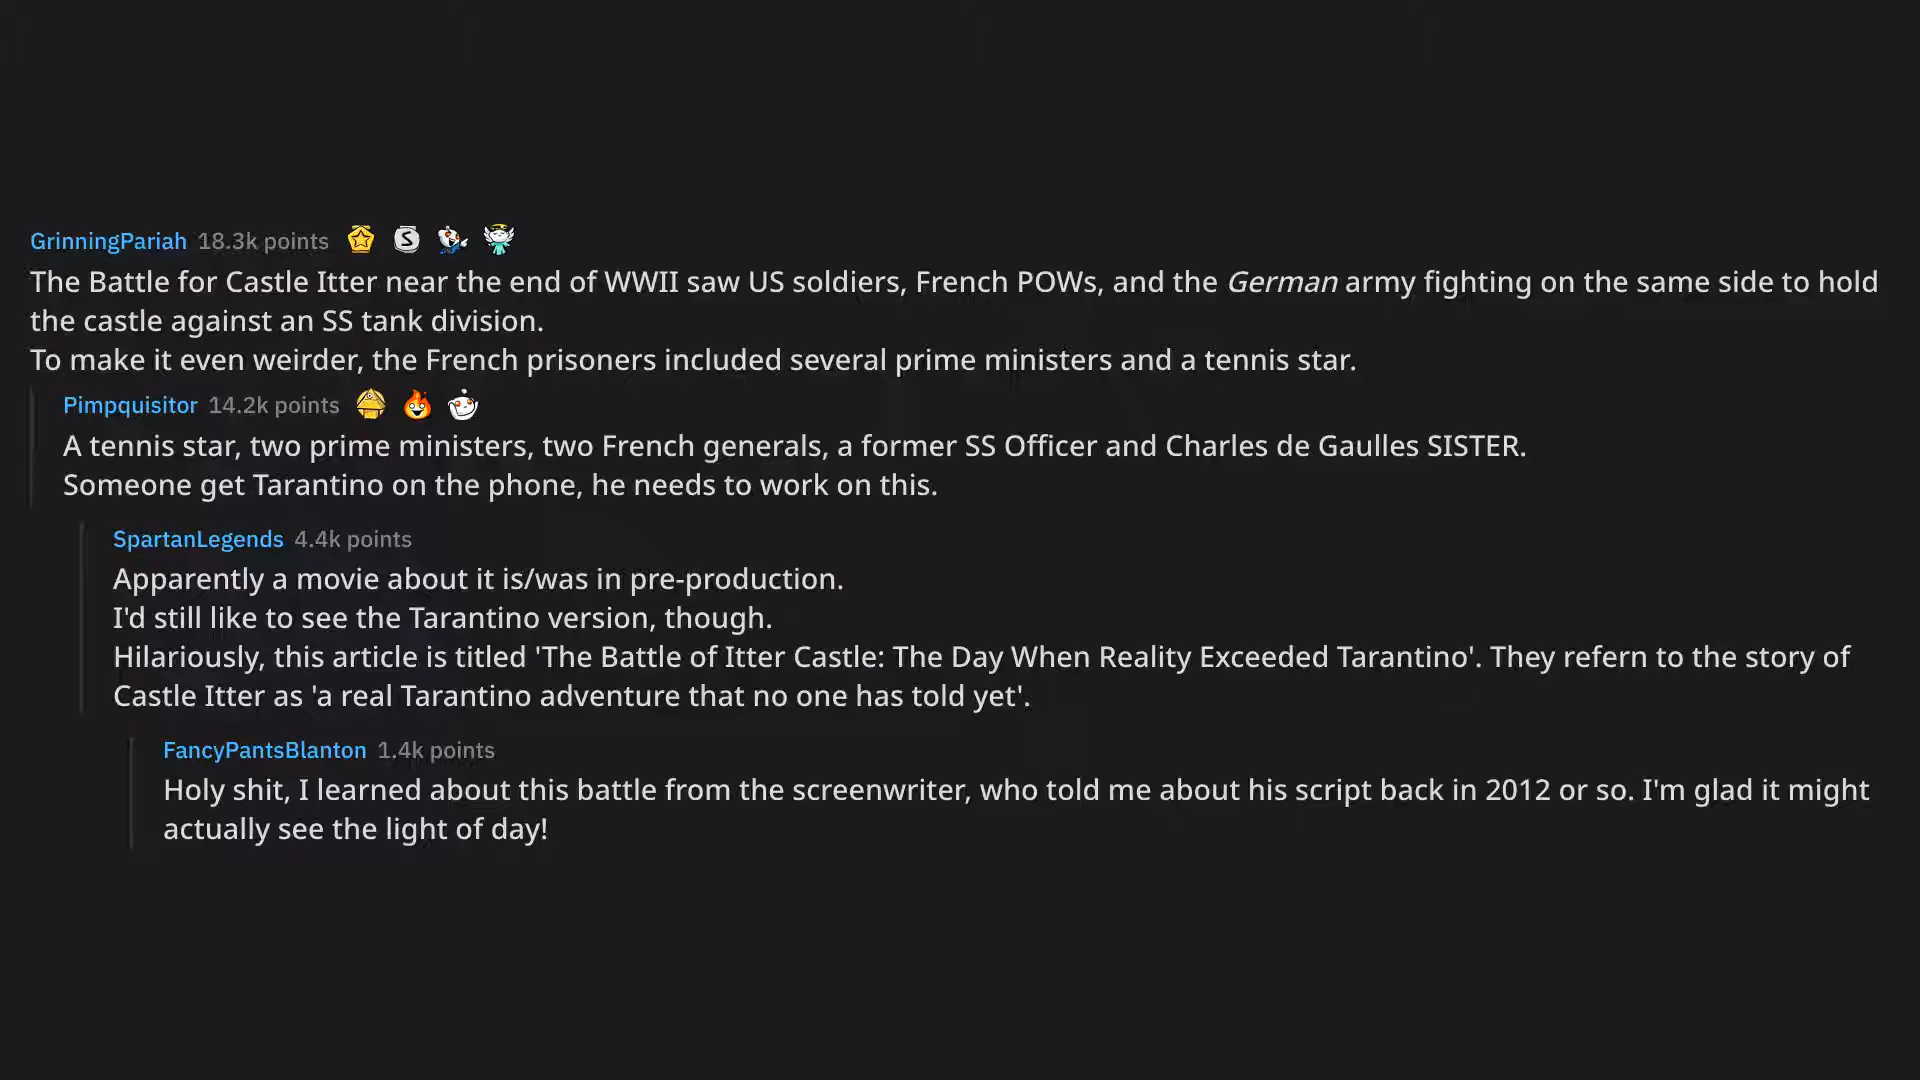 GrinningPariah 18.3k points
The Battle for Castle Itter near the end of WWII saw US soldiers, French POWs, and the German army fighting on the same side to hold
the castle against an SS tank division.
To make it even weirder, the French prisoners included several prime ministers and a tennis star.
Pimpquisitor 14.2k points
A tennis star, two prime ministers, two French generals, a former SS Officer and Charles de Gaulles SISTER.
Someone get Tarantino on the phone, he needs to work on this.
SpartanLegends 4.4k points
Apparently a movie about it is/was in pre-production.
I'd still like to see the Tarantino version, though.
Hilariously, this article is titled 'The Battle of Itter Castle: The Day When Reality Exceeded Tarantino'. They refern to the story of
Castle Itter as 'a real Tarantino adventure that no one has told yet'.
FancyPantsBlanton 1.4k points
Holy shit, I learned about this battle from the screenwriter, who told me about his script back in 2012 or so. I'm glad it might
actually see the light of day!